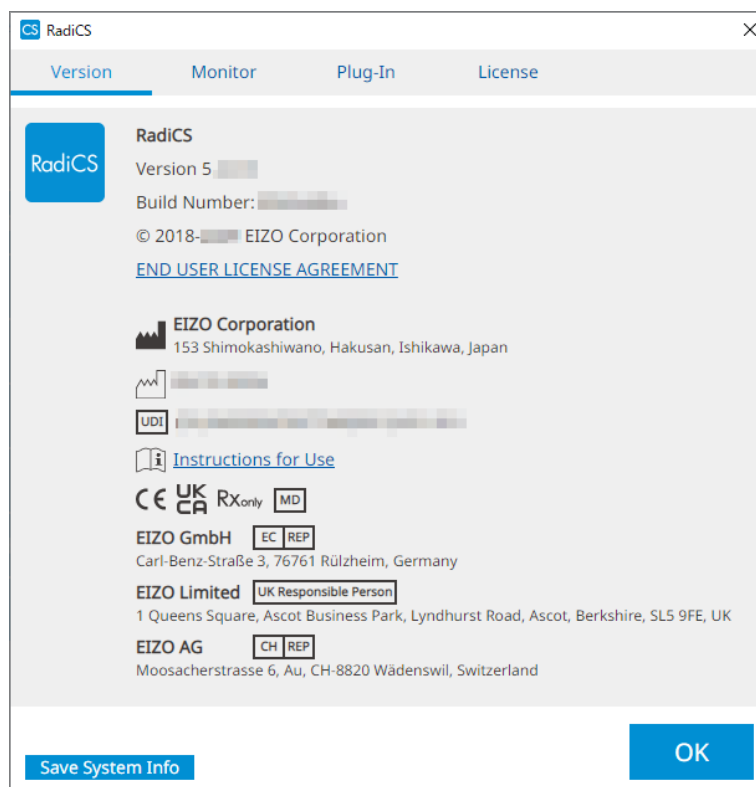 CS RadiCS
Version Monitor Plug-In License
RadiCS
RadiCS
Version 5
Build Number:
© 2018- EIZO Corporation
END USER LICENSE AGREEMENT
EIZO Corporation
153 Shimokashiwano, Hakusan, Ishikawa, Japan
UDI
Instructions for Use
CE UK CA Rx only MD
EIZO GmbH EC REP
Carl-Benz-Straße 3, 76761 Rülzheim, Germany
EIZO Limited UK Responsible Person
1 Queens Square, Ascot Business Park, Lyndhurst Road, Ascot, Berkshire, SL5 9FE, UK
EIZO AG CH REP
Moosacherstrasse 6, Au, CH-8820 Wädenswil, Switzerland
OK
Save System Info